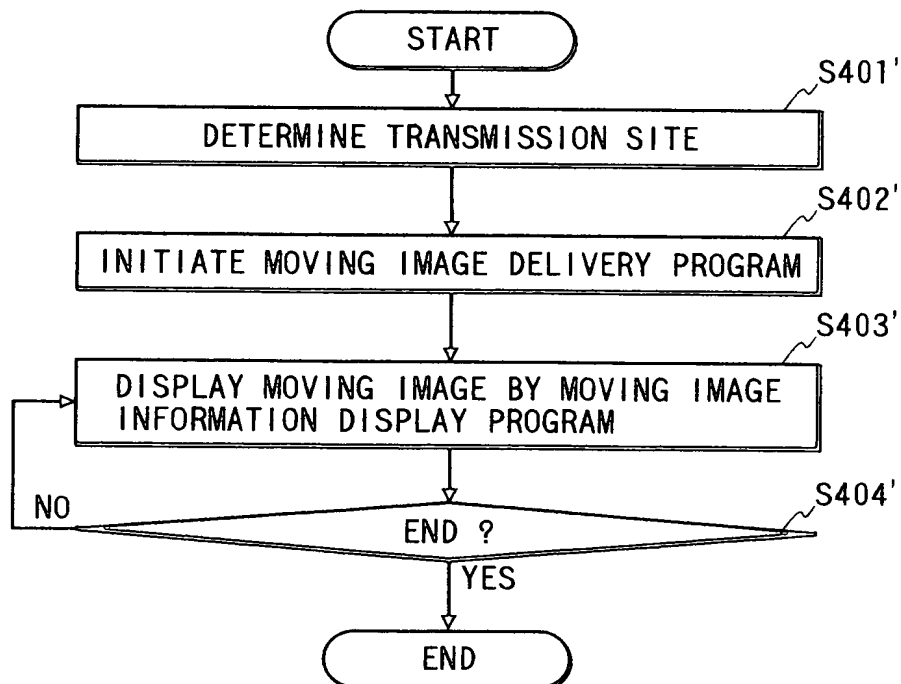 START
S401'
DETERMINE TRANSMISSION SITE
S402'
INITIATE MOVING IMAGE DELIVERY PROGRAM
S403'
DISPLAY MOVING IMAGE BY MOVING IMAGE
INFORMATION DISPLAY PROGRAM
S404'
NO
END ?
YES
END